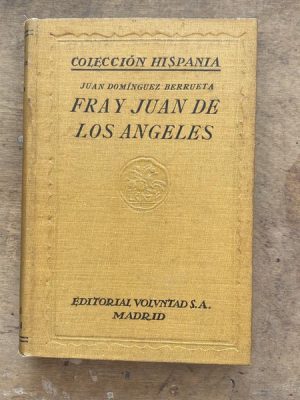 COLECCIÓN HISPANIA
JUAN DOMÍNGUEZ BERRUETA
FRAY JUAN DE
LOS ANGELES
EDITORIAL VOLVNTAD S.A.
MADRID